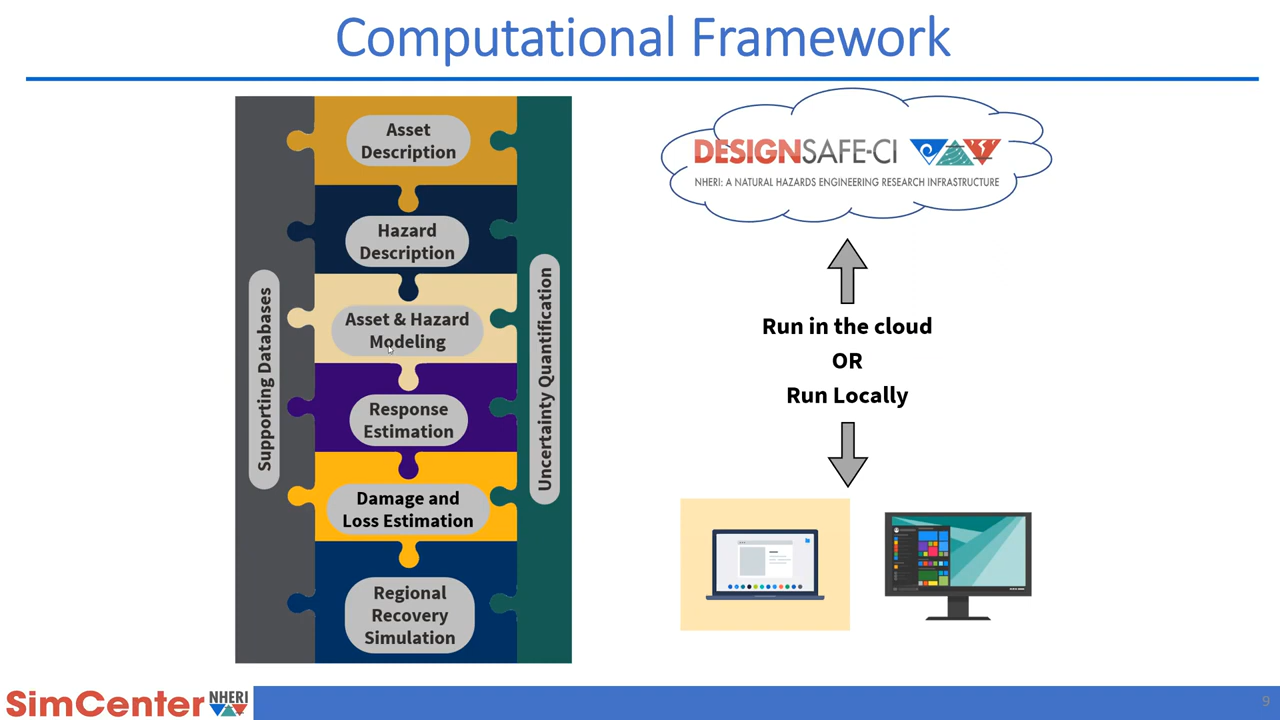 Computational Framework
Asset
Description
Hazard
Description
Asset & Hazard
Modeling
Response
Estimation
Damage and
Loss Estimation
Regional
Recovery
Simulation
Supporting Databases
Uncertainty Quantification
DESIGNSAFE-CI
NHERI: A NATURAL HAZARDS ENGINEERING RESEARCH INFRASTRUCTURE
Run in the cloud
OR
Run Locally
SimCenter NHERI
9